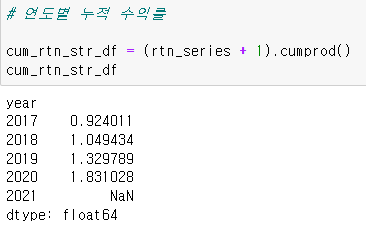 # 연도별 누적 수익률
cum_rtn_str_df = (rtn_series + 1).cumprod()
cum_rtn_str_df
year
2017 0.924011
2018 1.049434
2019 1.329789
2020 1.831028
2021 NaN
dtype: float64